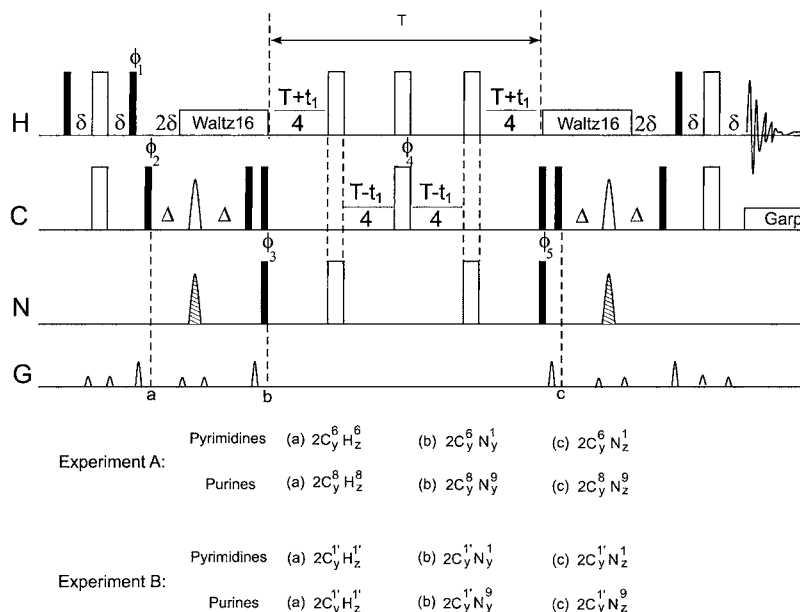 T
ϕ1
H δ δ 2δ Waltz16 T+t1/4 T+t1/4 Waltz16 2δ δ δ
ϕ2 ϕ4
C Δ Δ T-t1/4 T-t1/4 Δ Δ Garp
ϕ3 ϕ5
N
G
a b c
Experiment A:
Pyrimidines (a) 2C⁶yH⁶z (b) 2C⁶yN¹y (c) 2C⁶yN¹z
Purines (a) 2C⁸yH⁸z (b) 2C⁸yN⁹y (c) 2C⁸yN⁹z
Experiment B:
Pyrimidines (a) 2C¹'yH¹'z (b) 2C¹'yN¹y (c) 2C¹'yN¹z
Purines (a) 2C¹'yH¹'z (b) 2C¹'yN⁹y (c) 2C¹'yN⁹z